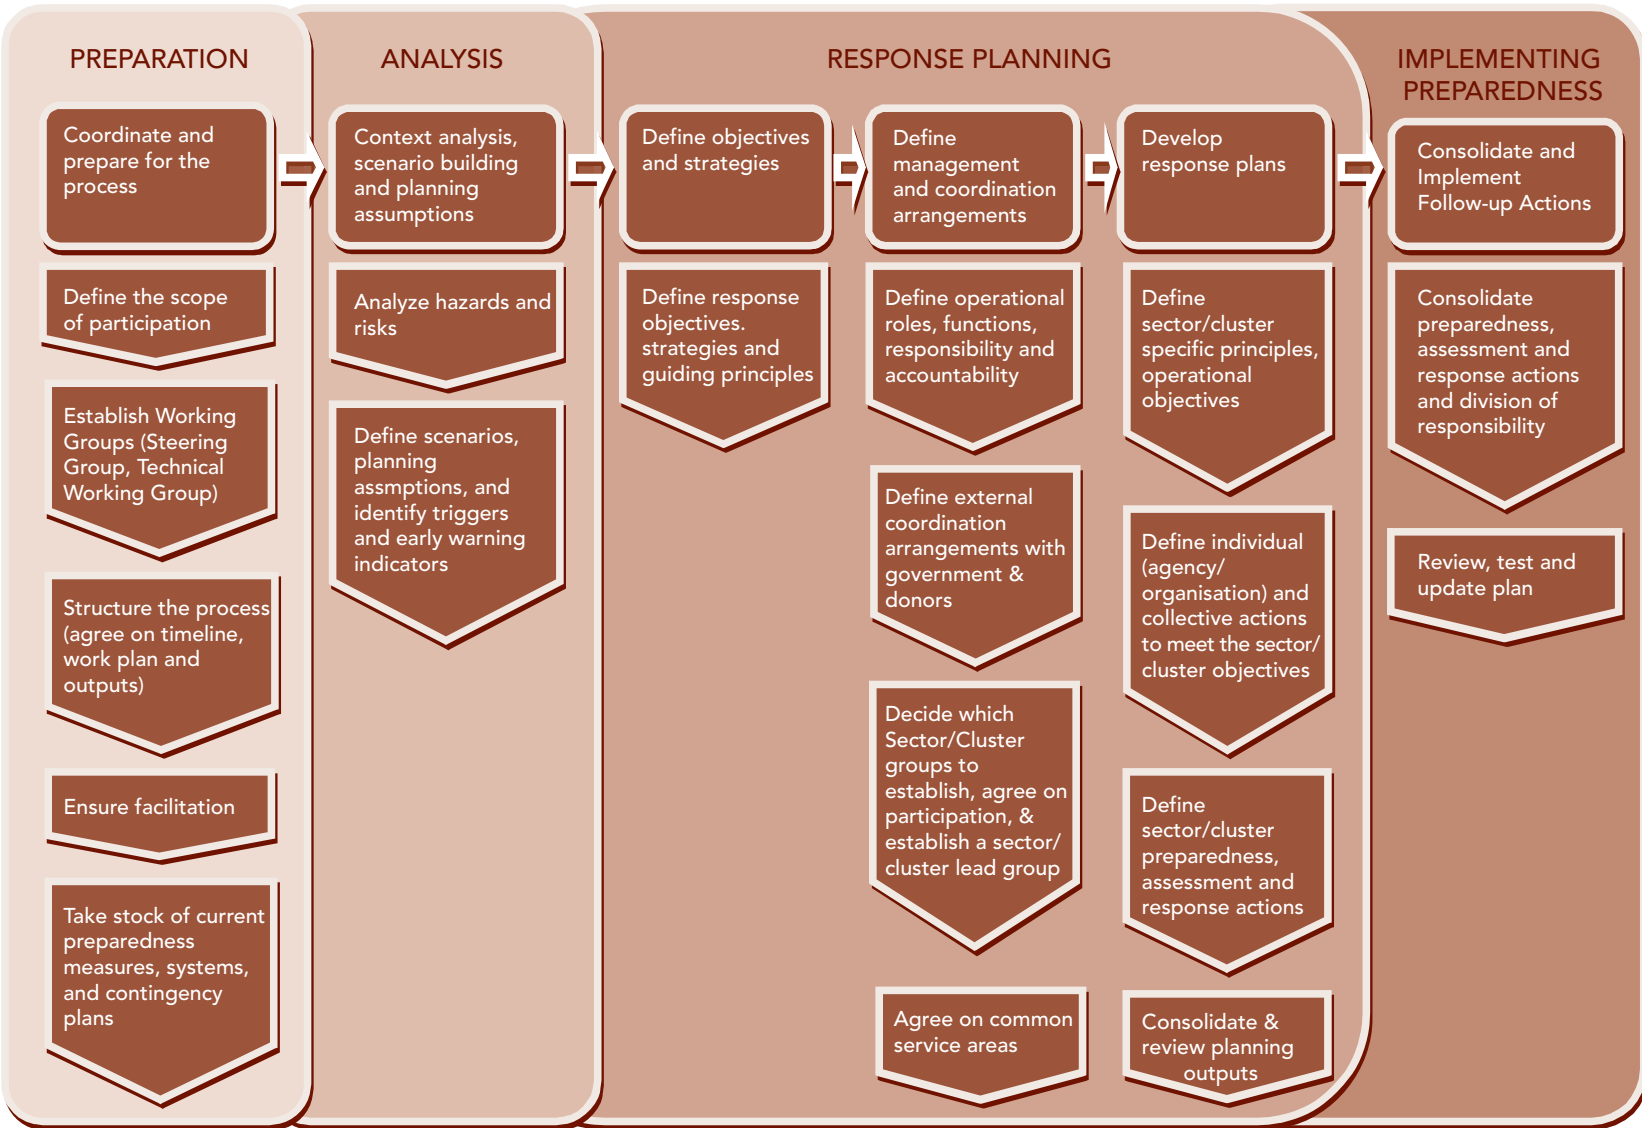 PREPARATION
Coordinate and
prepare for the
process
Define the scope
of participation
Establish Working
Groups (Steering
Group, Technical
Working Group)
Structure the process
(agree on timeline,
work plan and
outputs)
Ensure facilitation
Take stock of current
preparedness
measures, systems,
and contingency
plans
ANALYSIS
Context analysis,
scenario building
and planning
assumptions
Analyze hazards and
risks
Define scenarios,
planning
assmptions, and
identify triggers
and early warning
indicators
RESPONSE PLANNING
Define objectives
and strategies
Define response
objectives.
strategies and
guiding principles
Define
management
and coordination
arrangements
Define operational
roles, functions,
responsibility and
accountability
Define external
coordination
arrangements with
government &
donors
Decide which
Sector/Cluster
groups to
establish, agree on
participation, &
establish a sector/
cluster lead group
Agree on common
service areas
Develop
response plans
Define
sector/cluster
specific principles,
operational
objectives
Define individual
(agency/
organisation) and
collective actions
to meet the sector/
cluster objectives
Define
sector/cluster
preparedness,
assessment and
response actions
Consolidate &
review planning
outputs
IMPLEMENTING
PREPAREDNESS
Consolidate and
Implement
Follow-up Actions
Consolidate
preparedness,
assessment and
response actions
and division of
responsibility
Review, test and
update plan